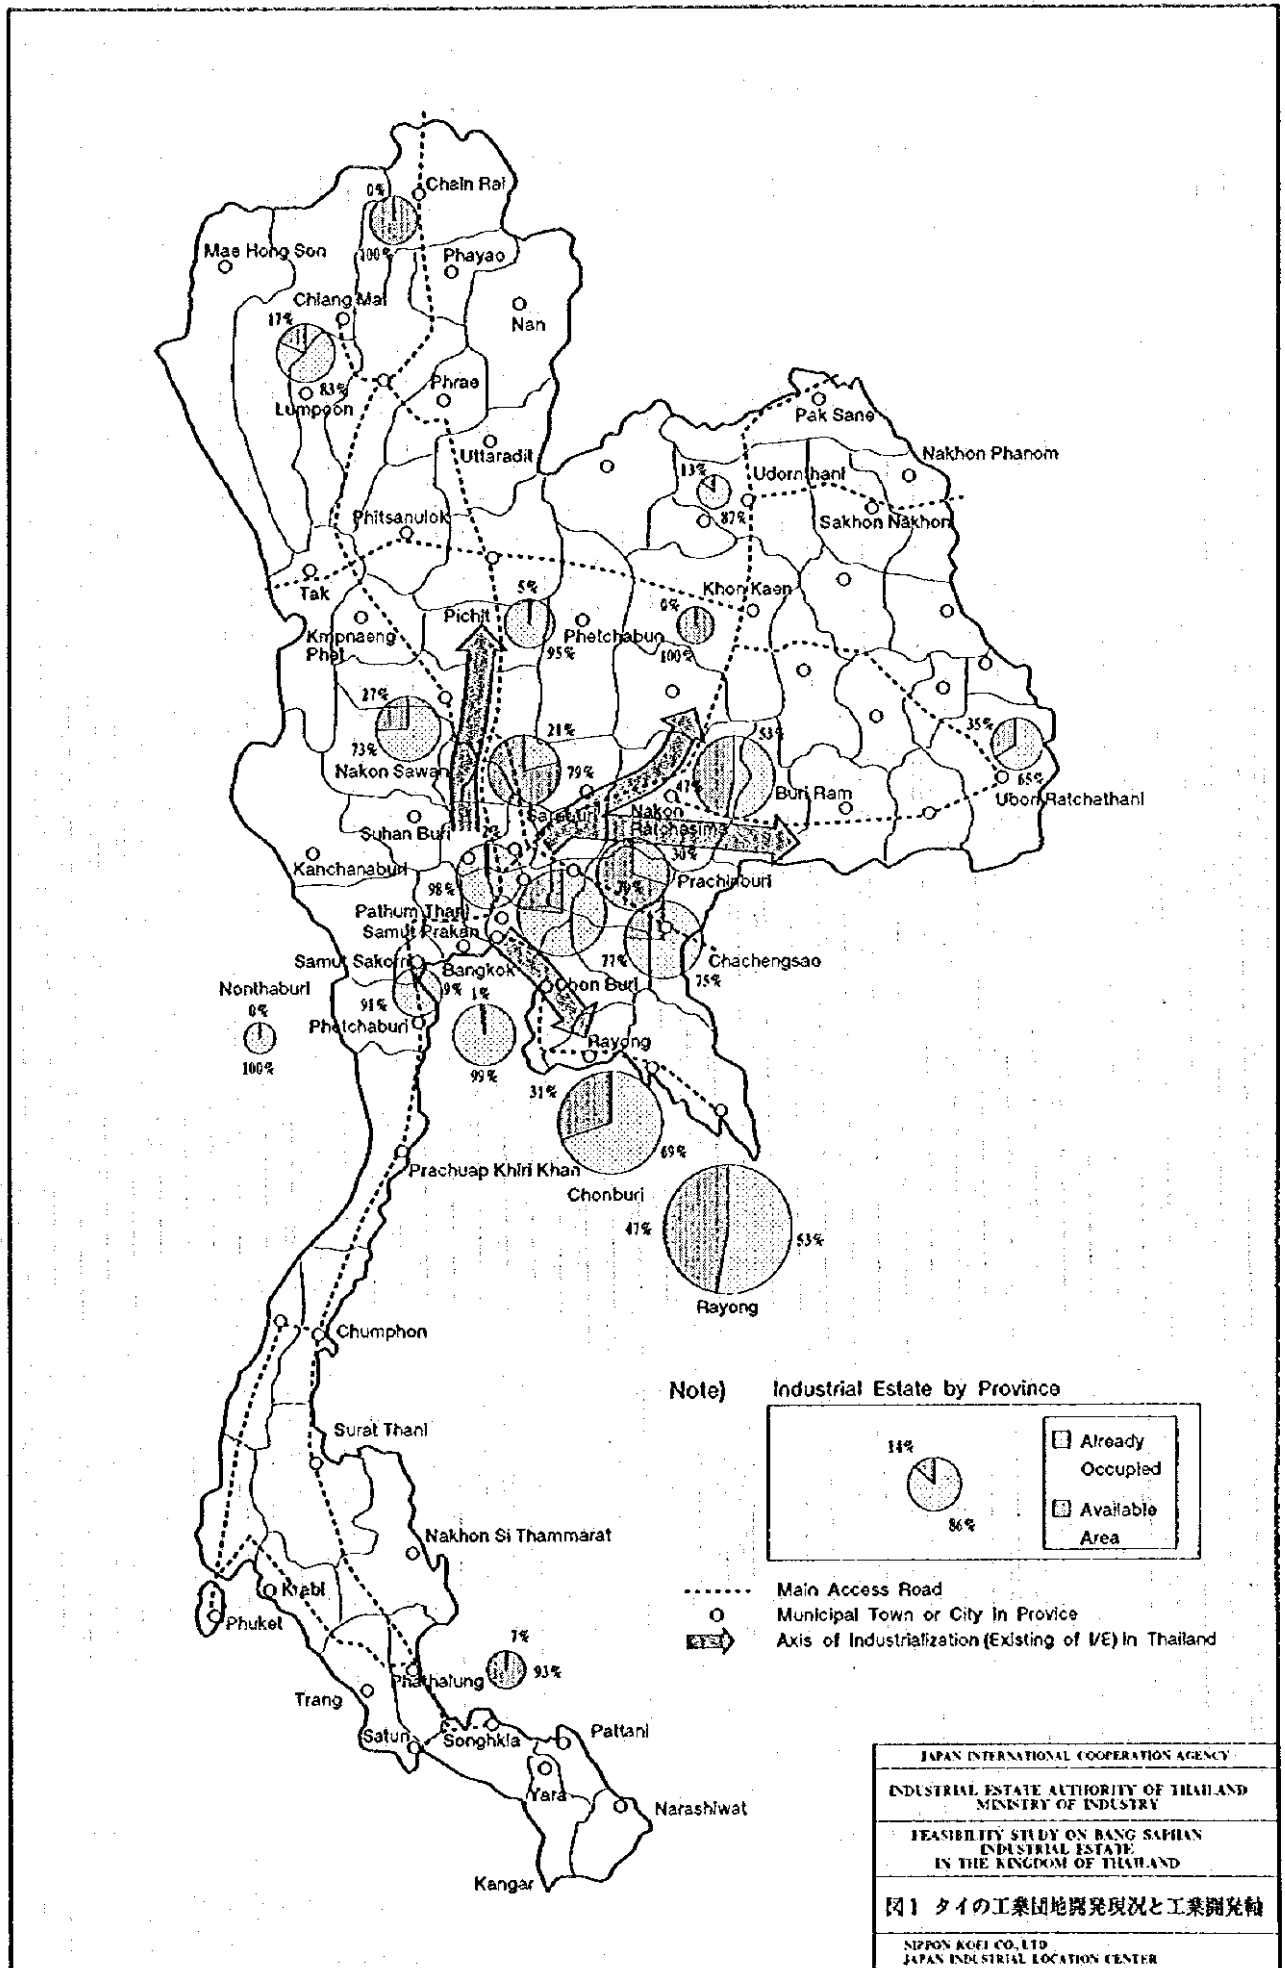 Chain Rai
0%
100%
Mae Hong Son
Phayao
Chiang Mai
17%
Nan
83%
Lumpoon
Phrae
Pak Sane
Uttaradit
Nakhon Phanom
13%
Udornthani
87%
Sakhon Nakhon
Phitsanulok
Tak
Khon Kaen
5%
0%
Pichit
Kmpnaeng
Phet
Phetchabun
95%
100%
27%
35%
21%
53%
73%
79%
Nakon Sawan
47%
Buri Ram
65%
Ubon Ratchathani
Saraburi
Nakon
Ratchasima
Suhan Buri
2%
30%
Kanchanaburi
98%
70%
Prachinburi
Pathum Thani
Samut Prakan
Samut Sakorn
Bangkok
77%
Chachengsao
75%
Nonthaburi
0%
100%
91%
9%
1%
Chon Buri
Phetchaburi
Rayong
99%
31%
69%
Prachuap Khiri Khan
Chonburi
47%
53%
Rayong
Chumphon
Note) Industrial Estate by Province
14%
86%
Already
Occupied
Available
Area
Surat Thani
Nakhon Si Thammarat
Main Access Road
Municipal Town or City in Provice
Axis of Industrialization (Existing of I/E) in Thailand
Krabi
Phuket
7%
93%
Phathalung
Trang
Satun
Songhkla
Pattani
Yara
Narashiwat
Kangar
JAPAN INTERNATIONAL COOPERATION AGENCY
INDUSTRIAL ESTATE AUTHORITY OF THAILAND
MINISTRY OF INDUSTRY
FEASIBILITY STUDY ON BANG SAPHAN
INDUSTRIAL ESTATE
IN THE KINGDOM OF THAILAND
図1 タイの工業団地開発現況と工業開発軸
NIPPON KOEI CO., LTD
JAPAN INDUSTRIAL LOCATION CENTER